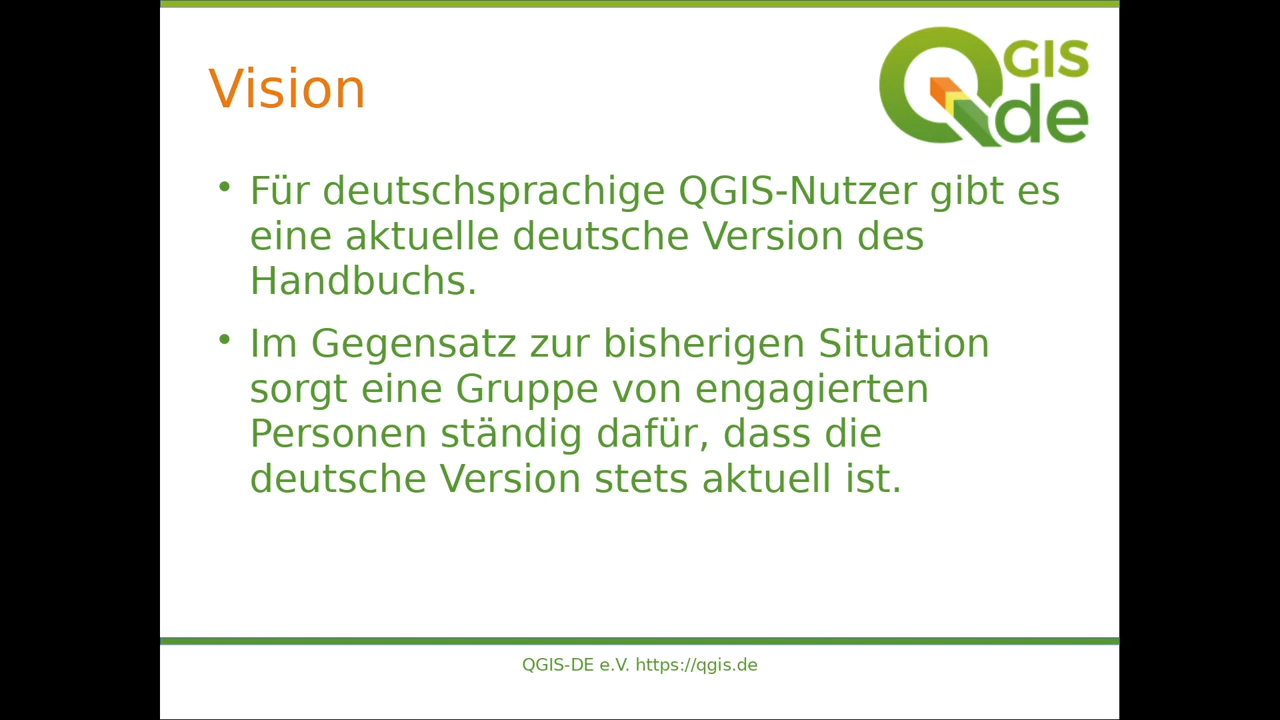 Vision
QGIS
de
• Für deutschsprachige QGIS-Nutzer gibt es
eine aktuelle deutsche Version des
Handbuchs.
• Im Gegensatz zur bisherigen Situation
sorgt eine Gruppe von engagierten
Personen ständig dafür, dass die
deutsche Version stets aktuell ist.
QGIS-DE e.V. https://qgis.de